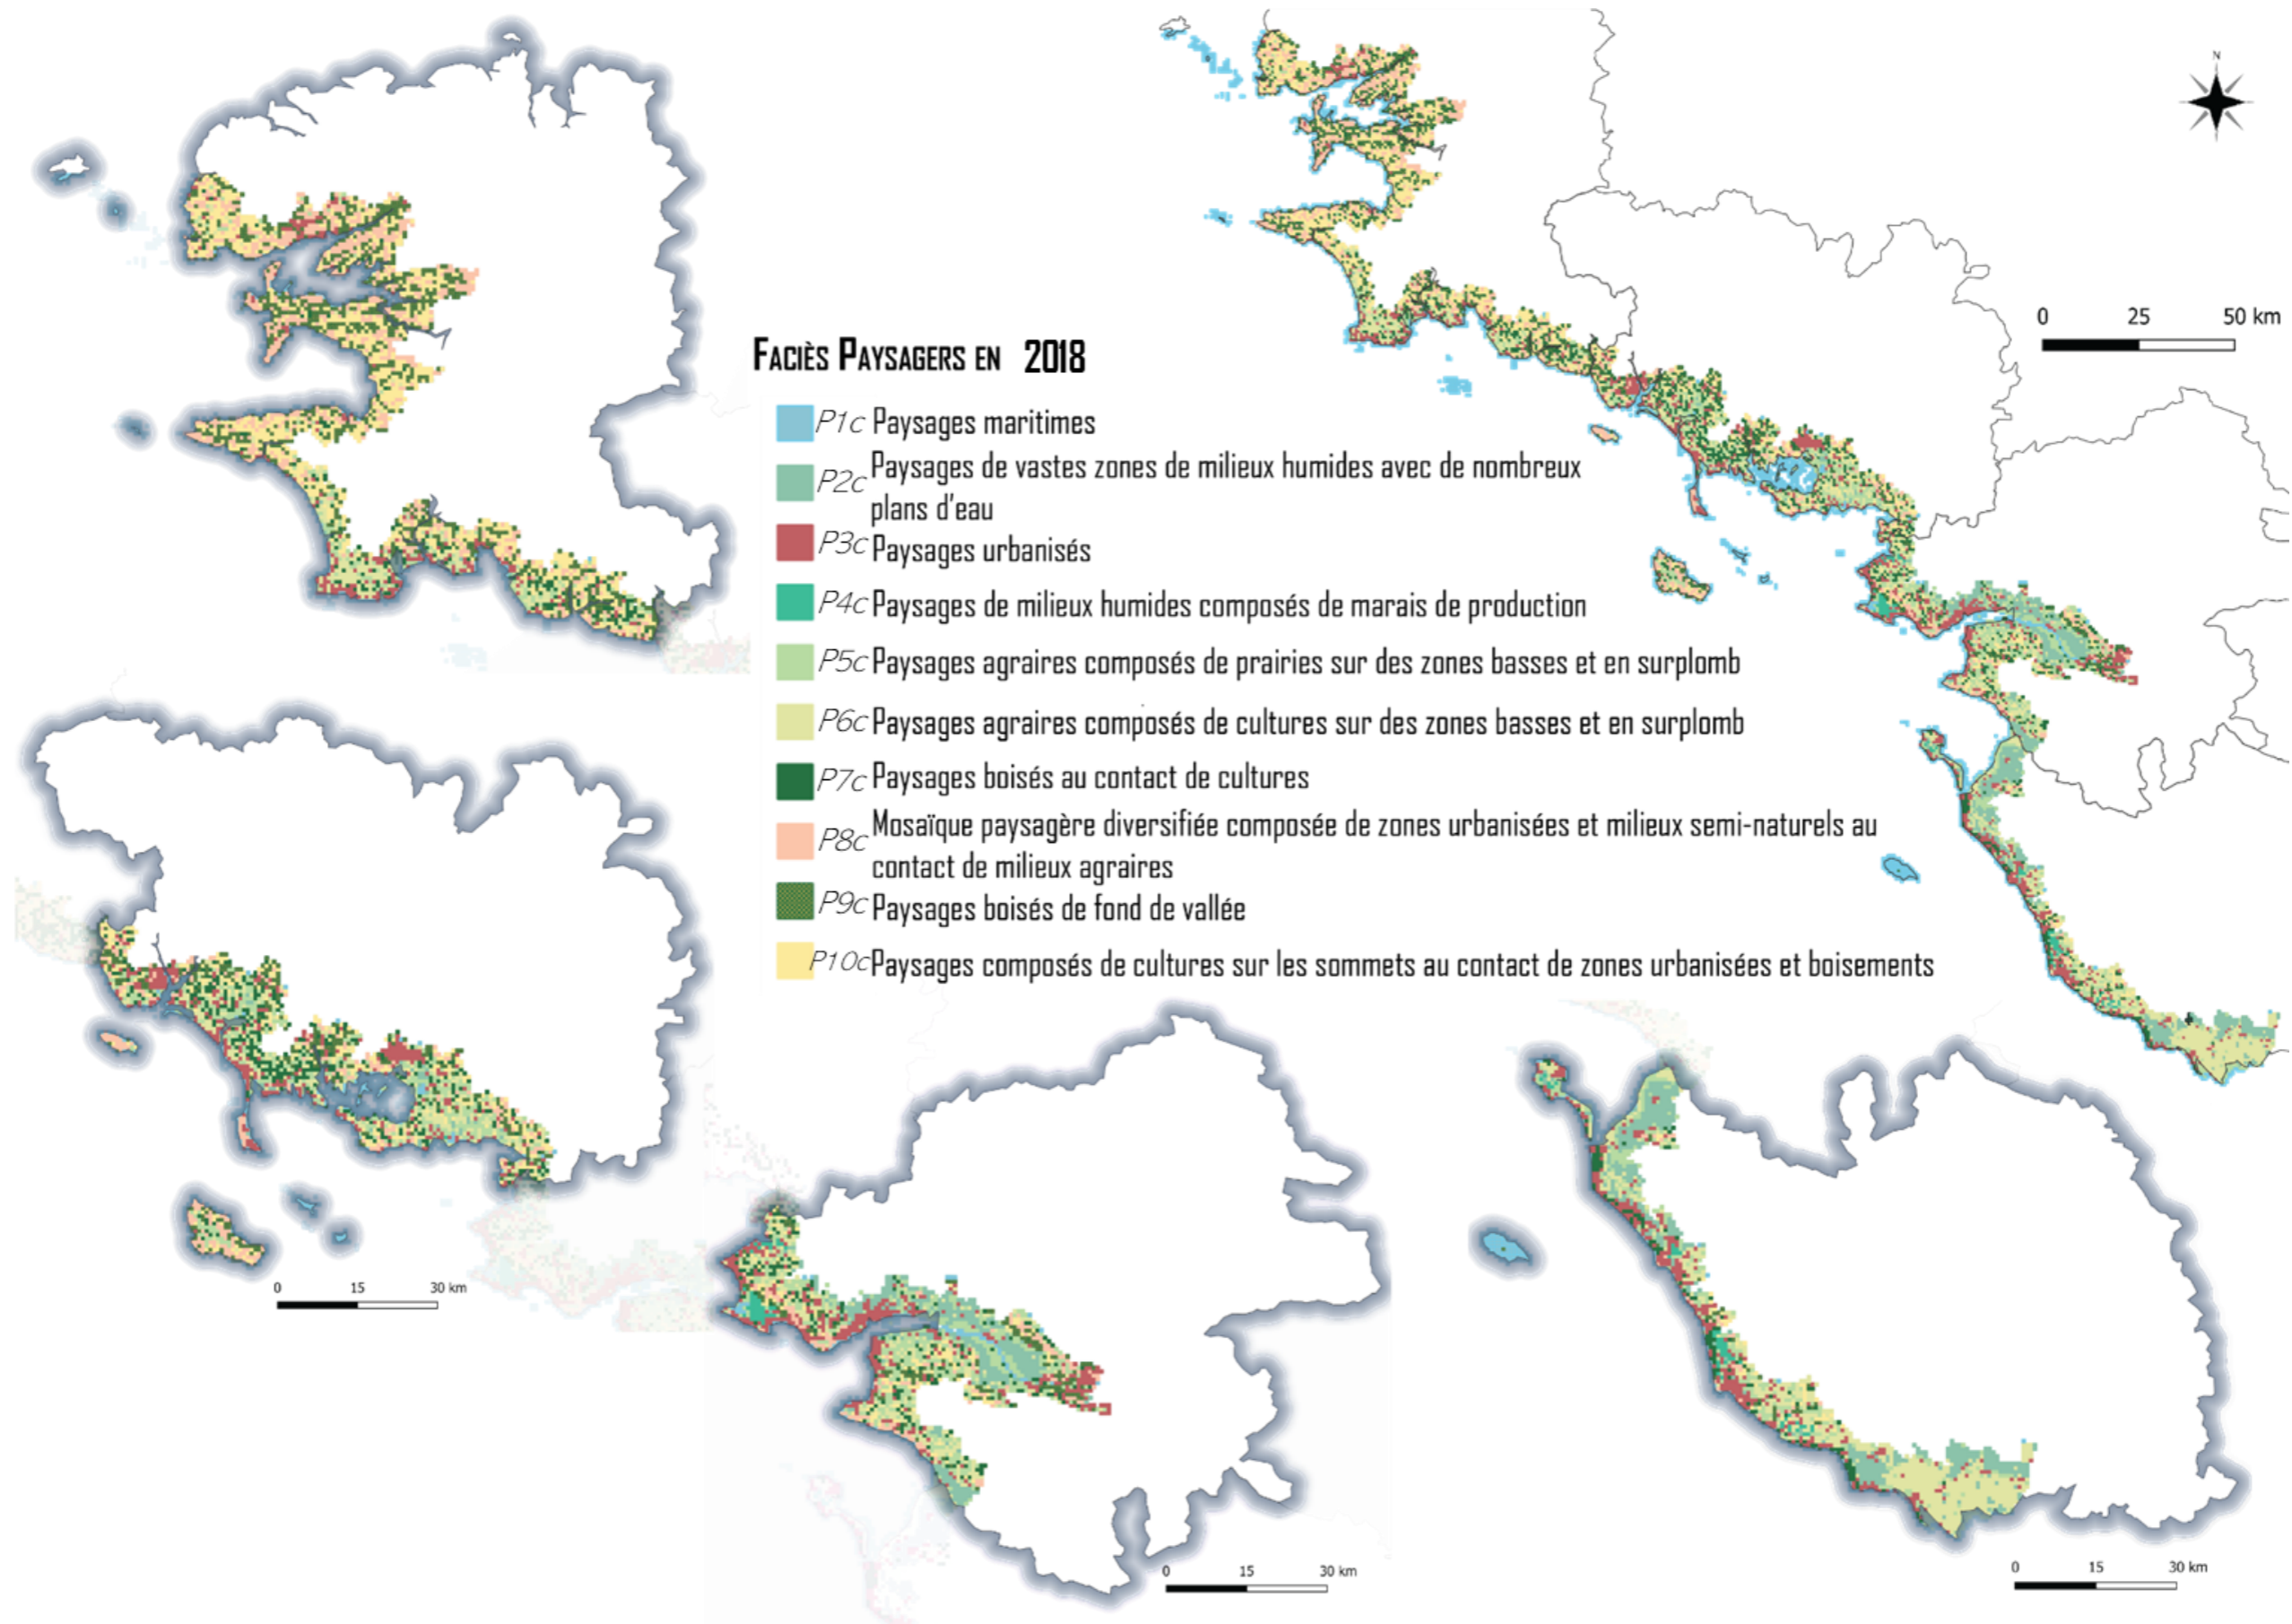 N
0 25 50 km
FACIÈS PAYSAGERS EN 2018
P1c Paysages maritimes
P2c Paysages de vastes zones de milieux humides avec de nombreux
plans d'eau
P3c Paysages urbanisés
P4c Paysages de milieux humides composés de marais de production
P5c Paysages agraires composés de prairies sur des zones basses et en surplomb
P6c Paysages agraires composés de cultures sur des zones basses et en surplomb
P7c Paysages boisés au contact de cultures
P8c Mosaïque paysagère diversifiée composée de zones urbanisées et milieux semi-naturels au
contact de milieux agraires
P9c Paysages boisés de fond de vallée
P10c Paysages composés de cultures sur les sommets au contact de zones urbanisées et boisements
0 15 30 km
0 15 30 km
0 15 30 km